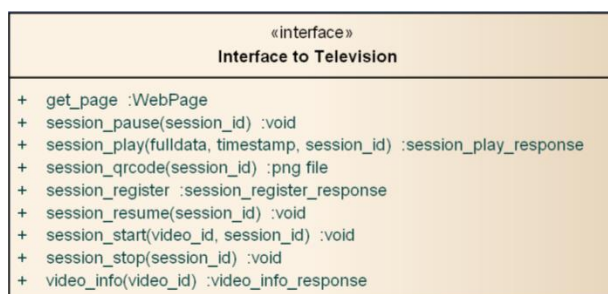 «interface»
Interface to Television
+ get_page :WebPage
+ session_pause(session_id) :void
+ session_play(fulldata, timestamp, session_id) :session_play_response
+ session_qrcode(session_id) :png file
+ session_register :session_register_response
+ session_resume(session_id) :void
+ session_start(video_id, session_id) :void
+ session_stop(session_id) :void
+ video_info(video_id) :video_info_response